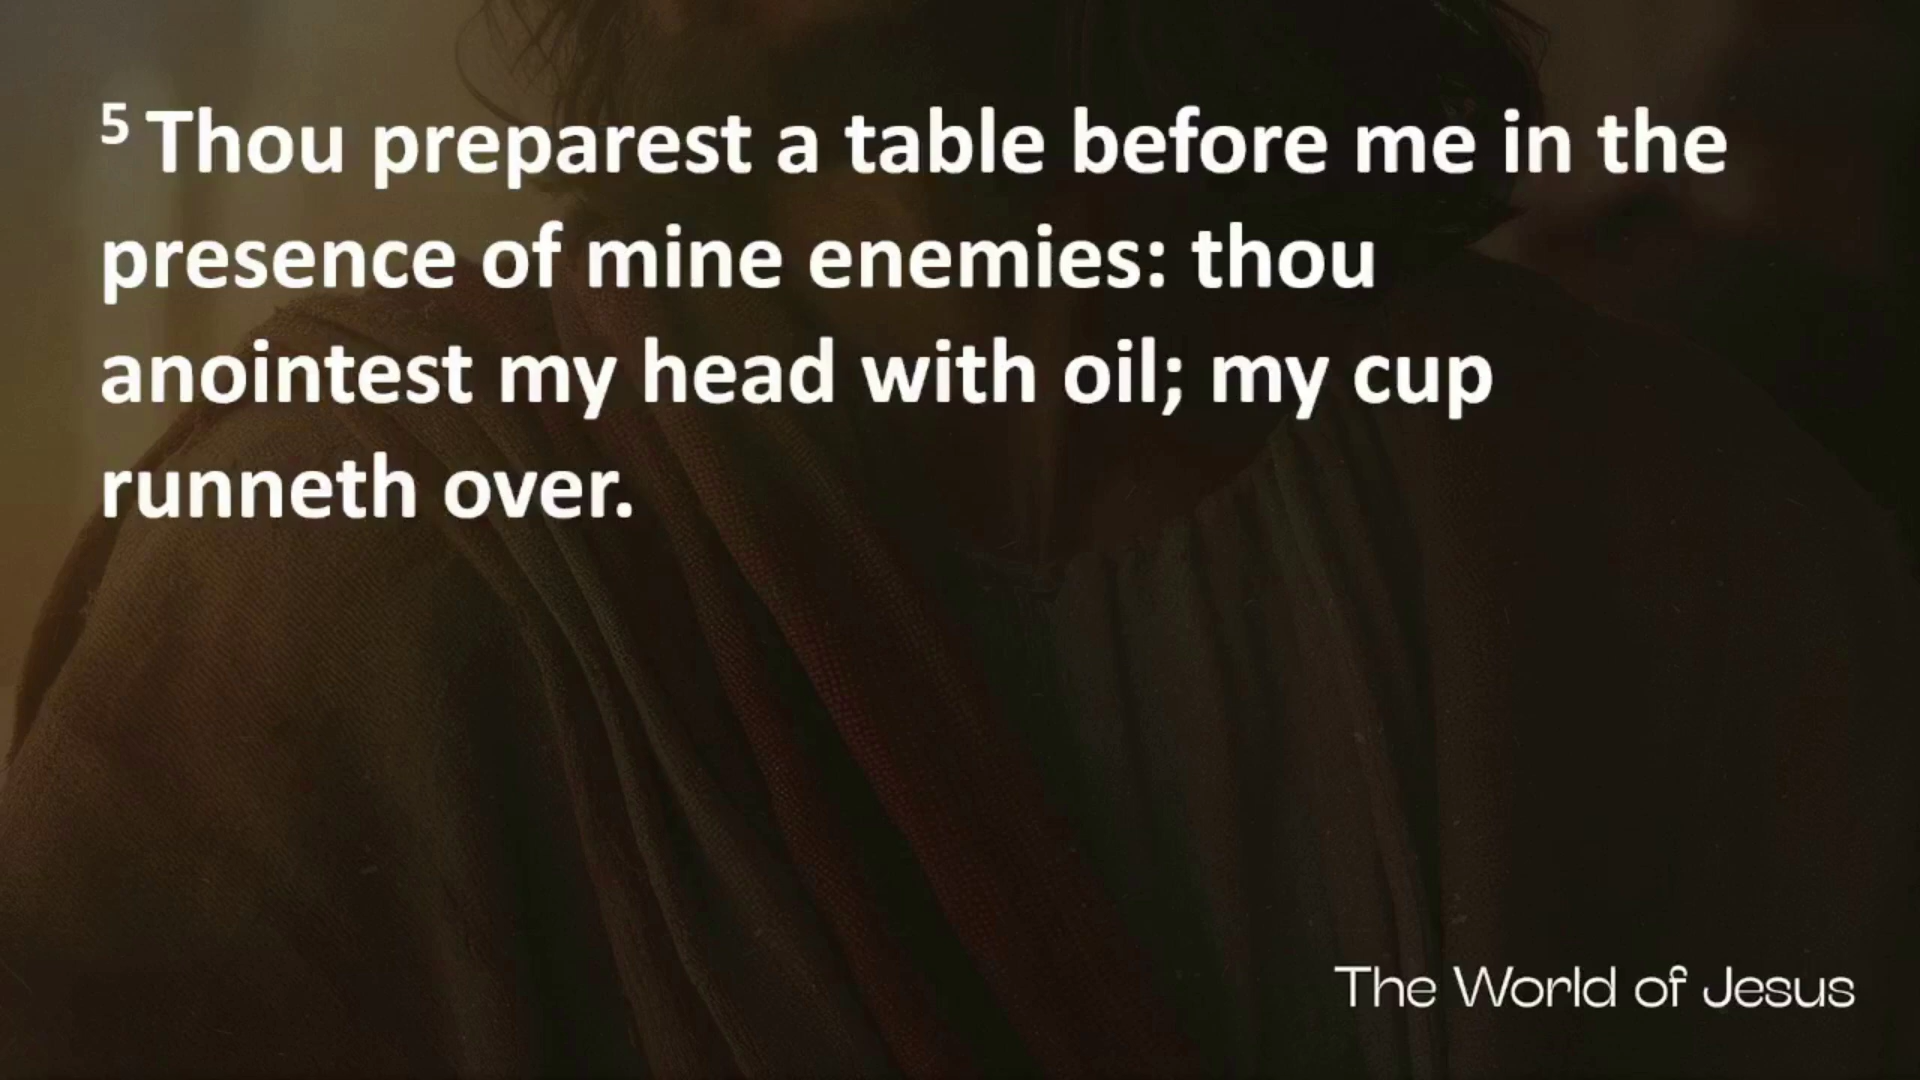 5 Thou preparest a table before me in the
presence of mine enemies: thou
anointest my head with oil; my cup
runneth over.
The World of Jesus